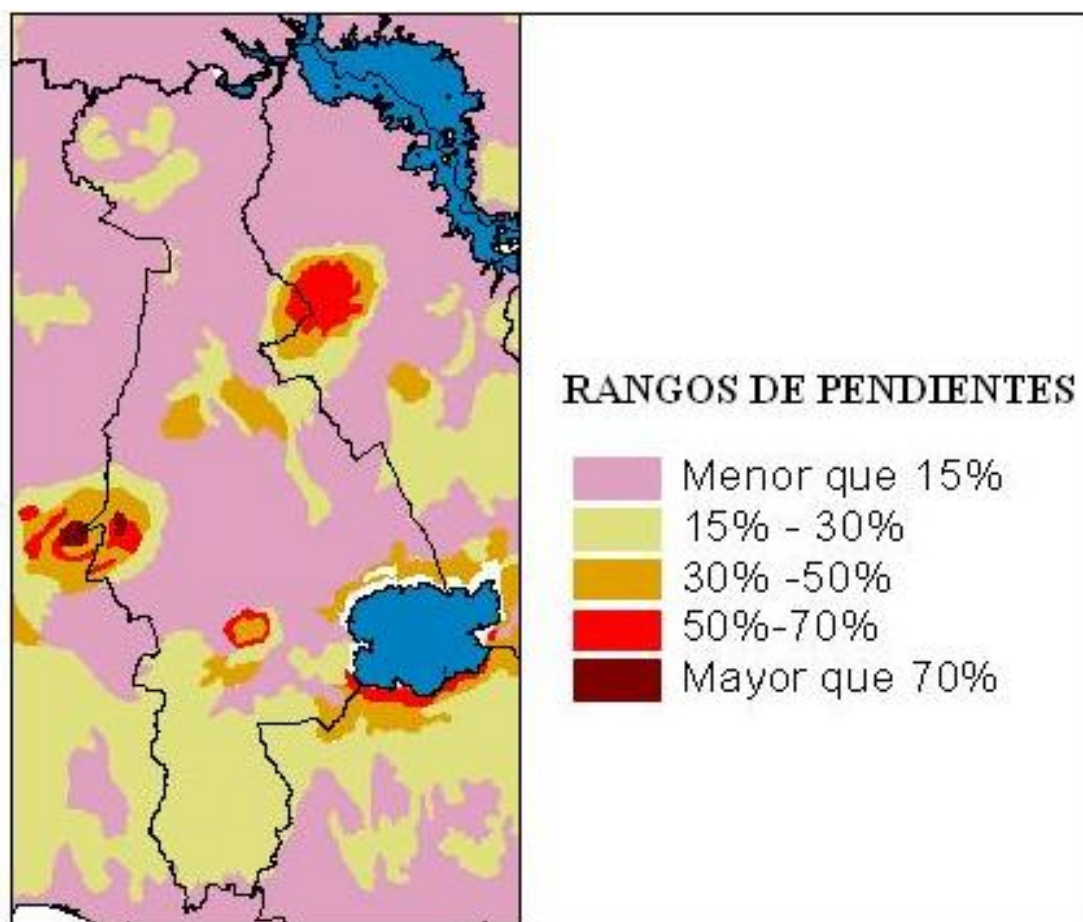 RANGOS DE PENDIENTES
Menor que 15%
15% - 30%
30% -50%
50%-70%
Mayor que 70%